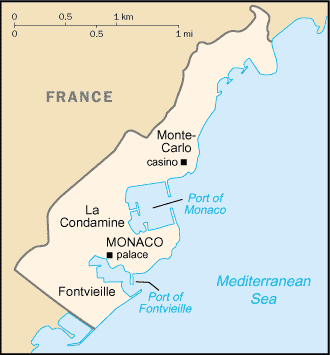 0 0.5 1 km
0 0.5 1 mi
FRANCE
Monte-
Carlo
casino
Port of
Monaco
La
Condamine
MONACO
palace
Fontvieille
Port of
Fontvieille
Mediterranean
Sea